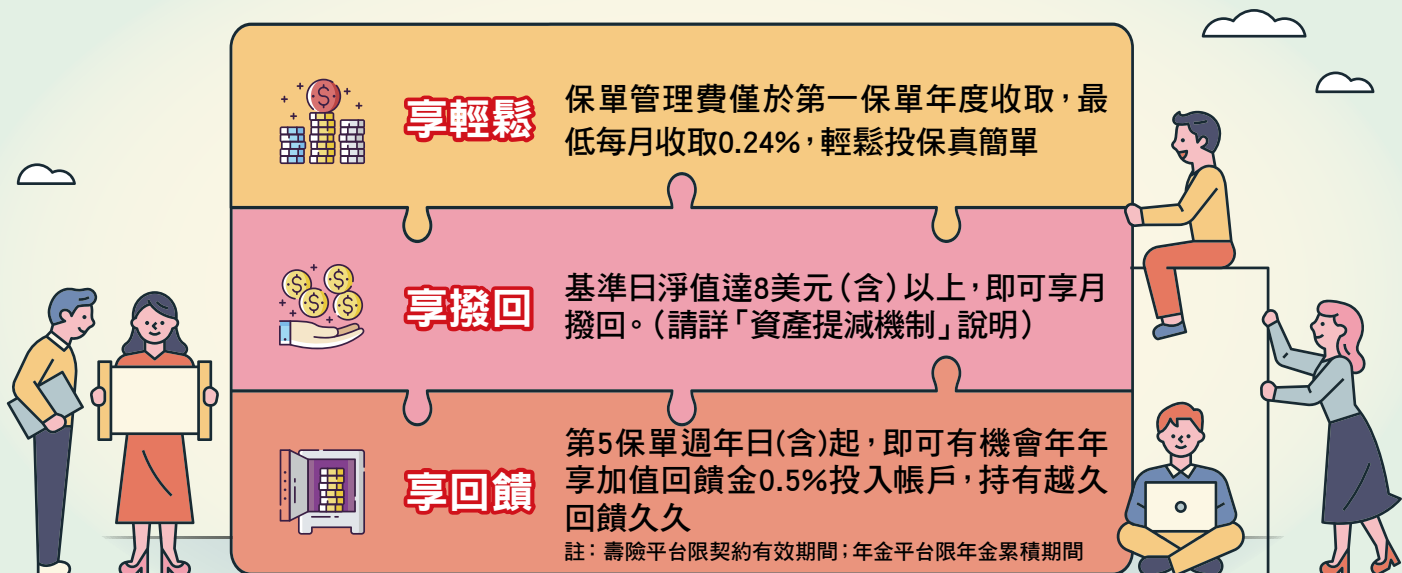 享輕鬆
保單管理費僅於第一保單年度收取，最
低每月收取0.24%，輕鬆投保真簡單
享撥回
基準日淨值達8美元（含）以上，即可享月
撥回。（請詳「資產提減機制」說明）
享回饋
第5保單週年日(含)起，即可有機會年年
享加值回饋金0.5%投入帳戶，持有越久
回饋久久
註：壽險平台限契約有效期間；年金平台限年金累積期間